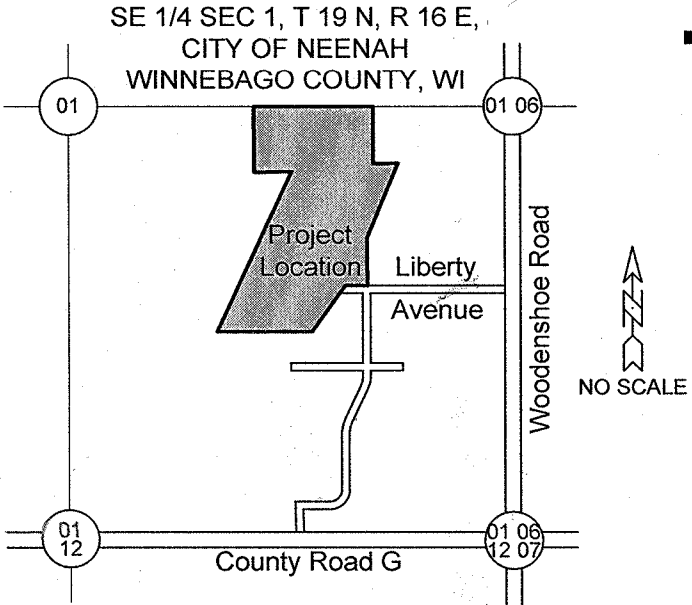 SE 1/4 SEC 1, T 19 N, R 16 E,
CITY OF NEENAH
WINNEBAGO COUNTY, WI
01
01 06
Project
Location
Liberty
Avenue
Woodenshoe Road
N
NO SCALE
01
12
01 06
12 07
County Road G